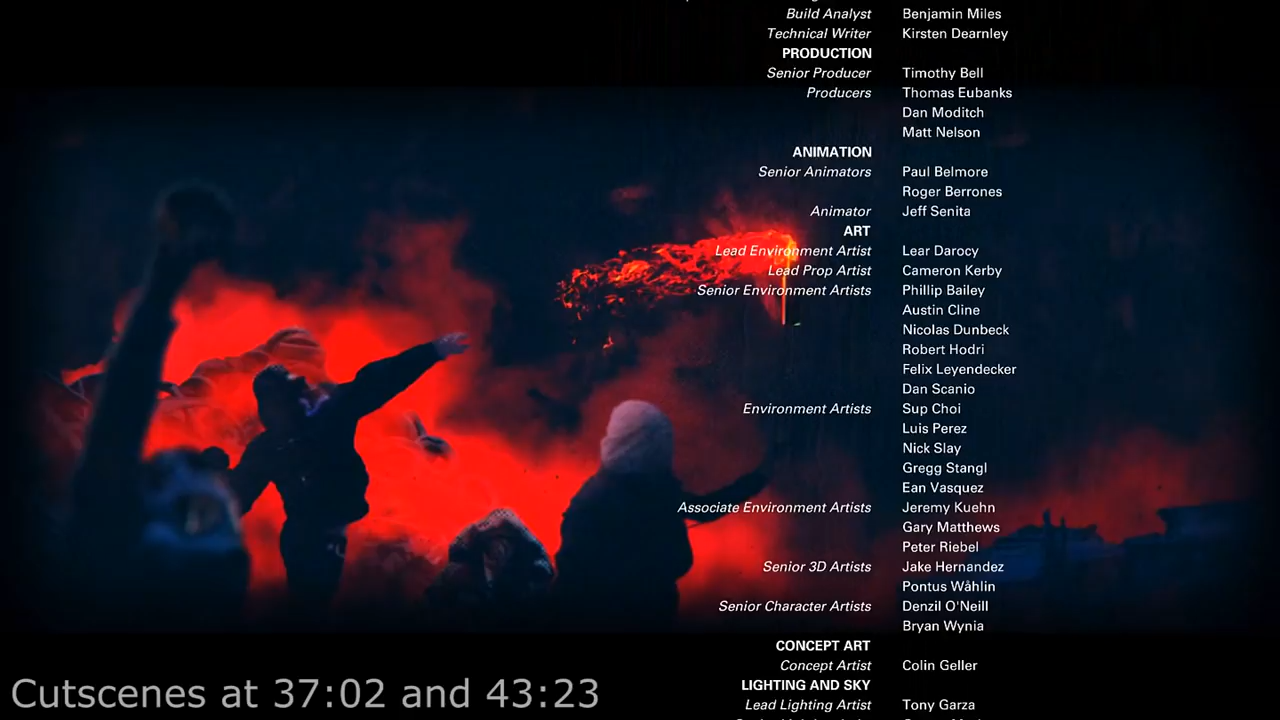 Build Analyst Benjamin Miles
Technical Writer Kirsten Dearnley
PRODUCTION
Senior Producer Timothy Bell
Producers Thomas Eubanks
Dan Moditch
Matt Nelson
ANIMATION
Senior Animators Paul Belmore
Roger Berrones
Animator Jeff Senita
ART
Lead Environment Artist Lear Darocy
Lead Prop Artist Cameron Kerby
Senior Environment Artists Phillip Bailey
Austin Cline
Nicolas Dunbeck
Robert Hodri
Felix Leyendecker
Dan Scanio
Environment Artists Sup Choi
Luis Perez
Nick Slay
Gregg Stangl
Ean Vasquez
Associate Environment Artists Jeremy Kuehn
Gary Matthews
Peter Riebel
Senior 3D Artists Jake Hernandez
Pontus Wåhlin
Senior Character Artists Denzil O'Neill
Bryan Wynia
CONCEPT ART
Concept Artist Colin Geller
LIGHTING AND SKY
Lead Lighting Artist Tony Garza
Cutscenes at 37:02 and 43:23